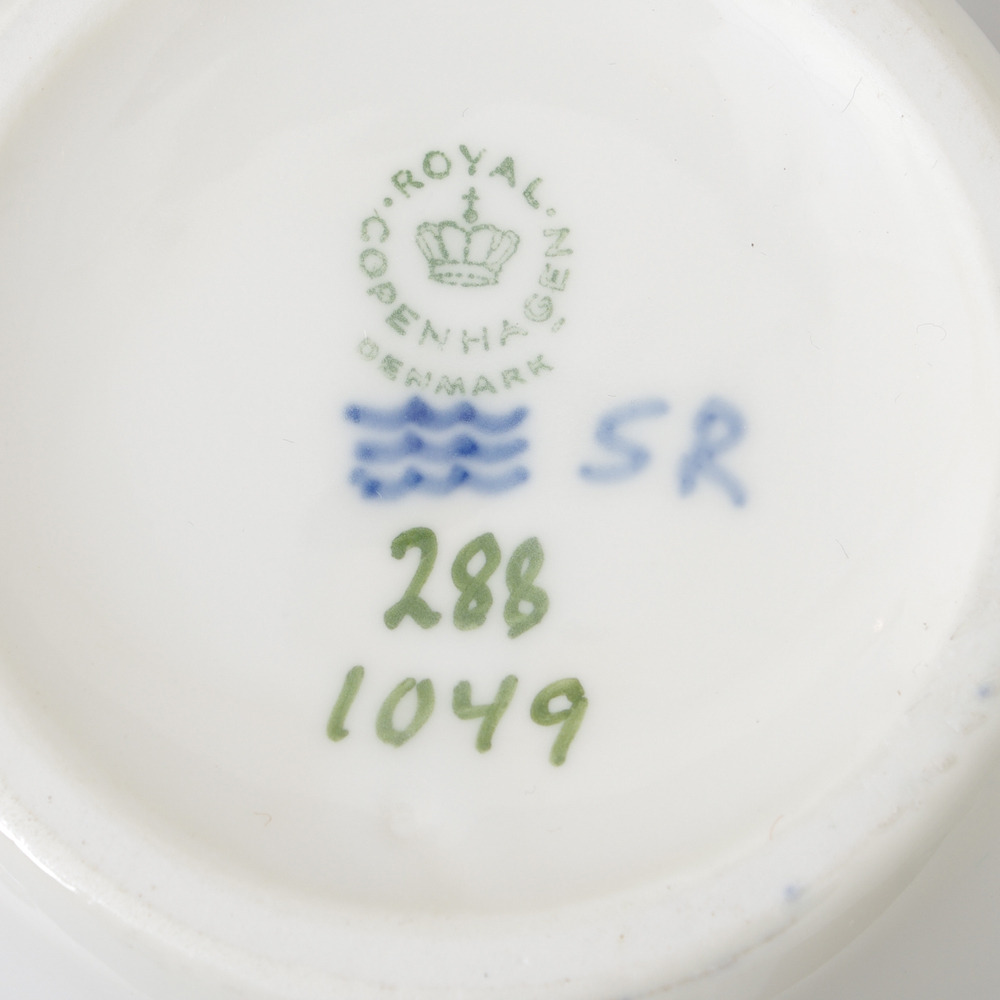 ROYAL
COPENHAGEN
DENMARK
SR
288
1049